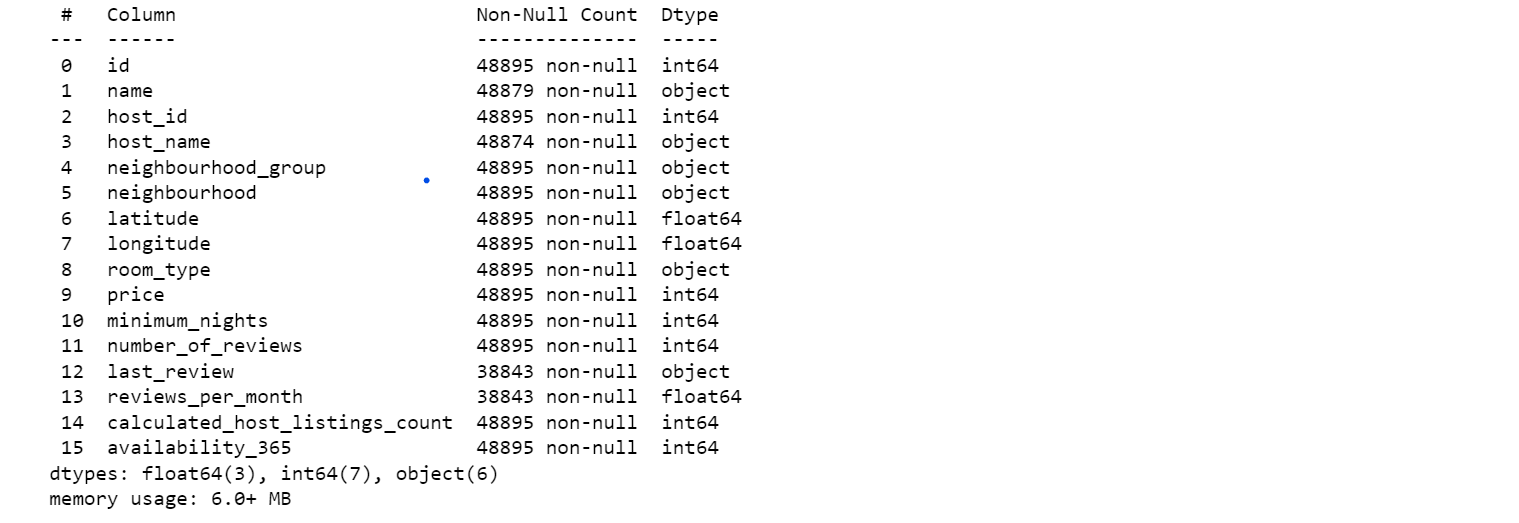 #   Column                          Non-Null Count  Dtype
---  ------                          --------------  -----
 0   id                              48895 non-null  int64
 1   name                            48879 non-null  object
 2   host_id                         48895 non-null  int64
 3   host_name                       48874 non-null  object
 4   neighbourhood_group             48895 non-null  object
 5   neighbourhood                   48895 non-null  object
 6   latitude                        48895 non-null  float64
 7   longitude                       48895 non-null  float64
 8   room_type                       48895 non-null  object
 9   price                           48895 non-null  int64
 10  minimum_nights                  48895 non-null  int64
 11  number_of_reviews               48895 non-null  int64
 12  last_review                     38843 non-null  object
 13  reviews_per_month               38843 non-null  float64
 14  calculated_host_listings_count  48895 non-null  int64
 15  availability_365                48895 non-null  int64
dtypes: float64(3), int64(7), object(6)
memory usage: 6.0+ MB